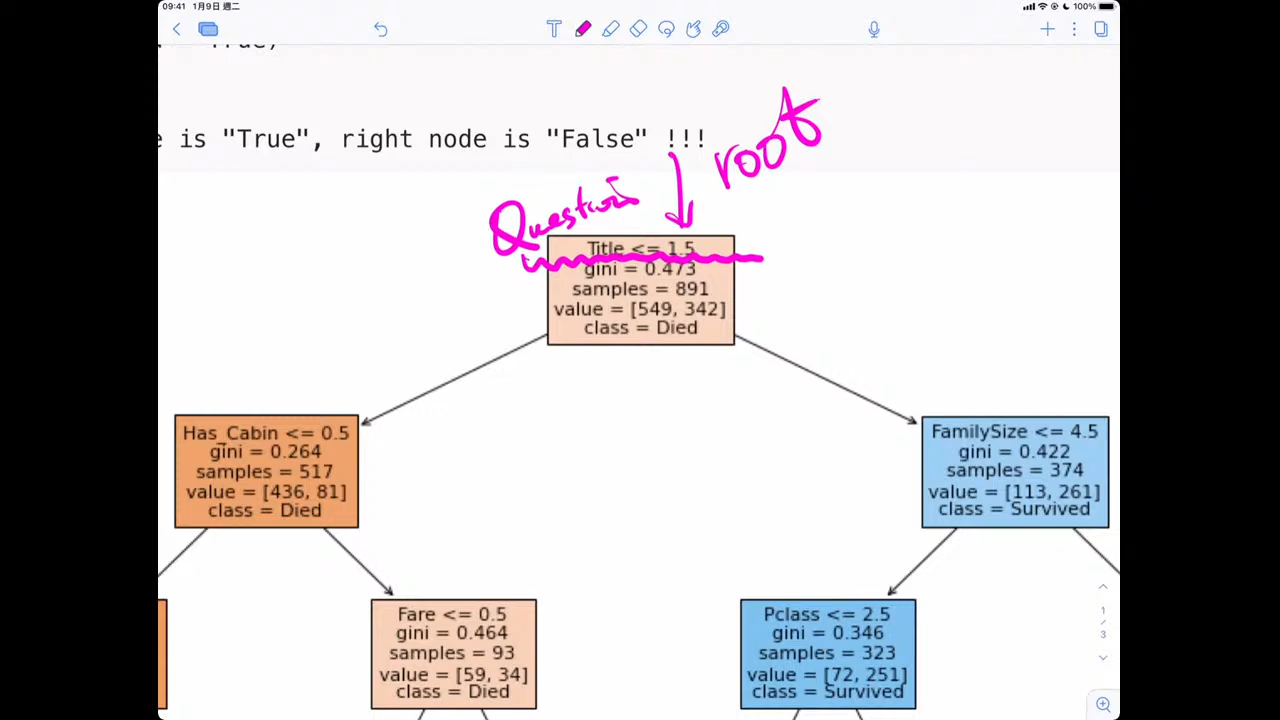 09:41 1月9日 週二
100%
True,
e is "True", right node is "False" !!!
root
Question
Title <= 1.5
gini = 0.473
samples = 891
value = [549, 342]
class = Died
Has_Cabin <= 0.5
gini = 0.264
samples = 517
value = [436, 81]
class = Died
FamilySize <= 4.5
gini = 0.422
samples = 374
value = [113, 261]
class = Survived
Fare <= 0.5
gini = 0.464
samples = 93
value = [59, 34]
class = Died
Pclass <= 2.5
gini = 0.346
samples = 323
value = [72, 251]
class = Survived
1
/
3